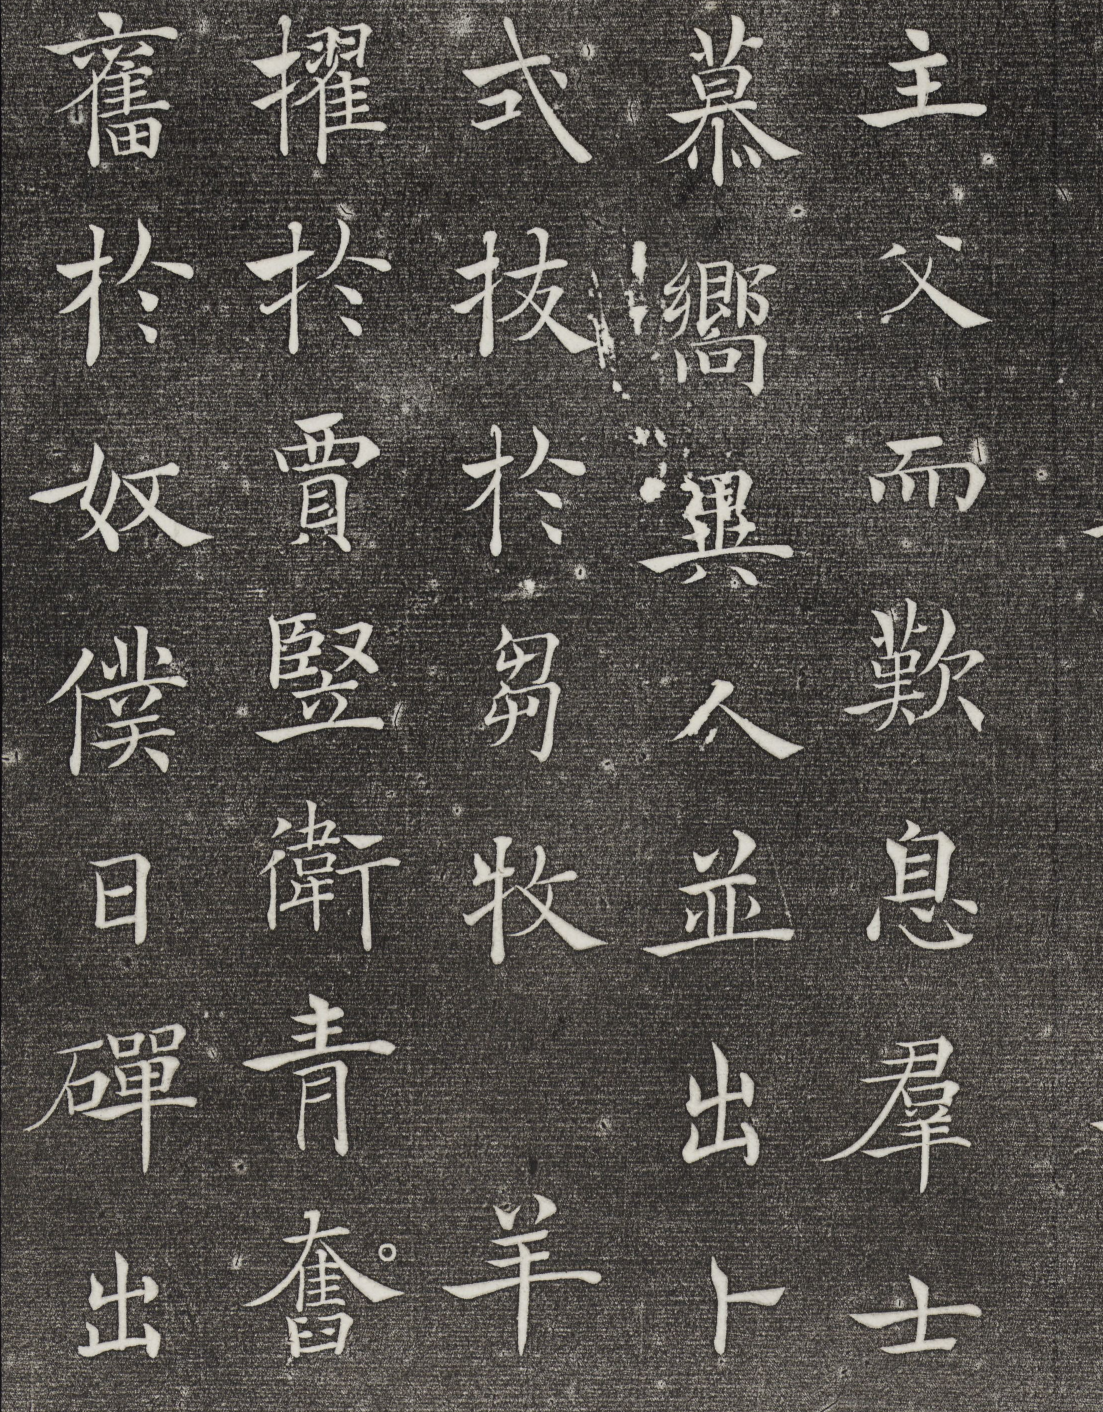 主父而歎息羣士
慕嚮異人並出卜
式拔於芻牧羊
擢於賈豎衛青奮
奮於奴僕日磾出